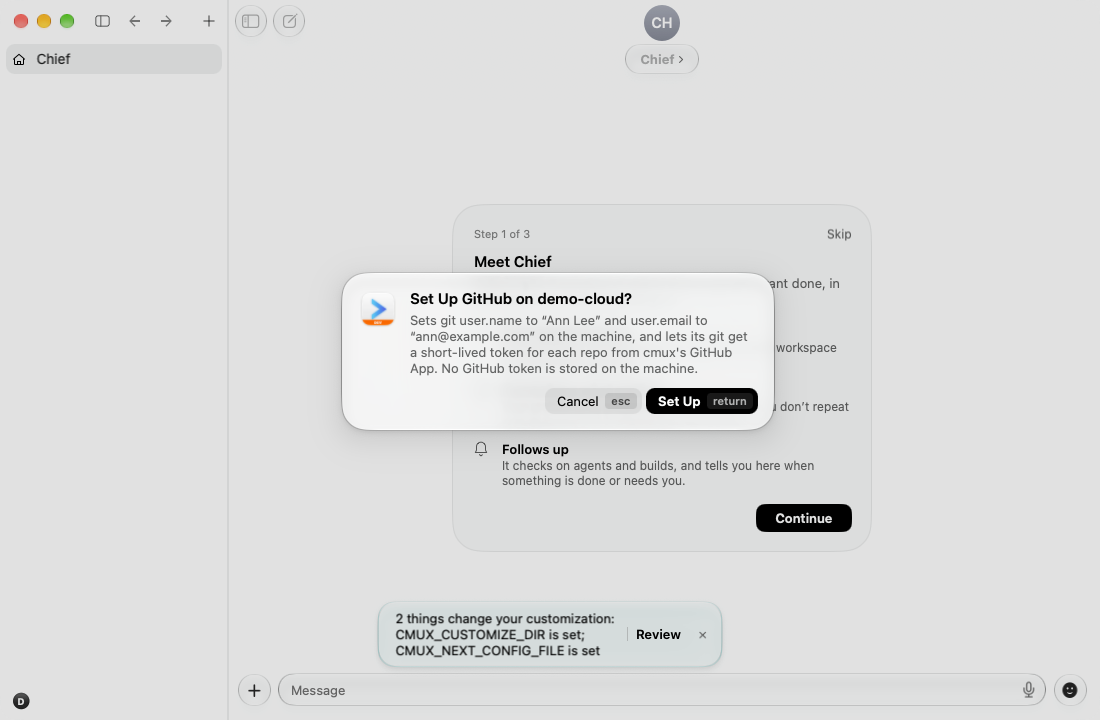 CH
Chief
Chief ›
Step 1 of 3
Skip
Meet Chief
ant done, in
Set Up GitHub on demo-cloud?
Sets git user.name to “Ann Lee” and user.email to
“ann@example.com” on the machine, and lets its git get
a short-lived token for each repo from cmux's GitHub
App. No GitHub token is stored on the machine.
workspace
Cancel esc
Set Up return
u don’t repeat
Follows up
It checks on agents and builds, and tells you here when
something is done or needs you.
Continue
2 things change your customization:
CMUX_CUSTOMIZE_DIR is set;
CMUX_NEXT_CONFIG_FILE is set
Review ×
Message
D